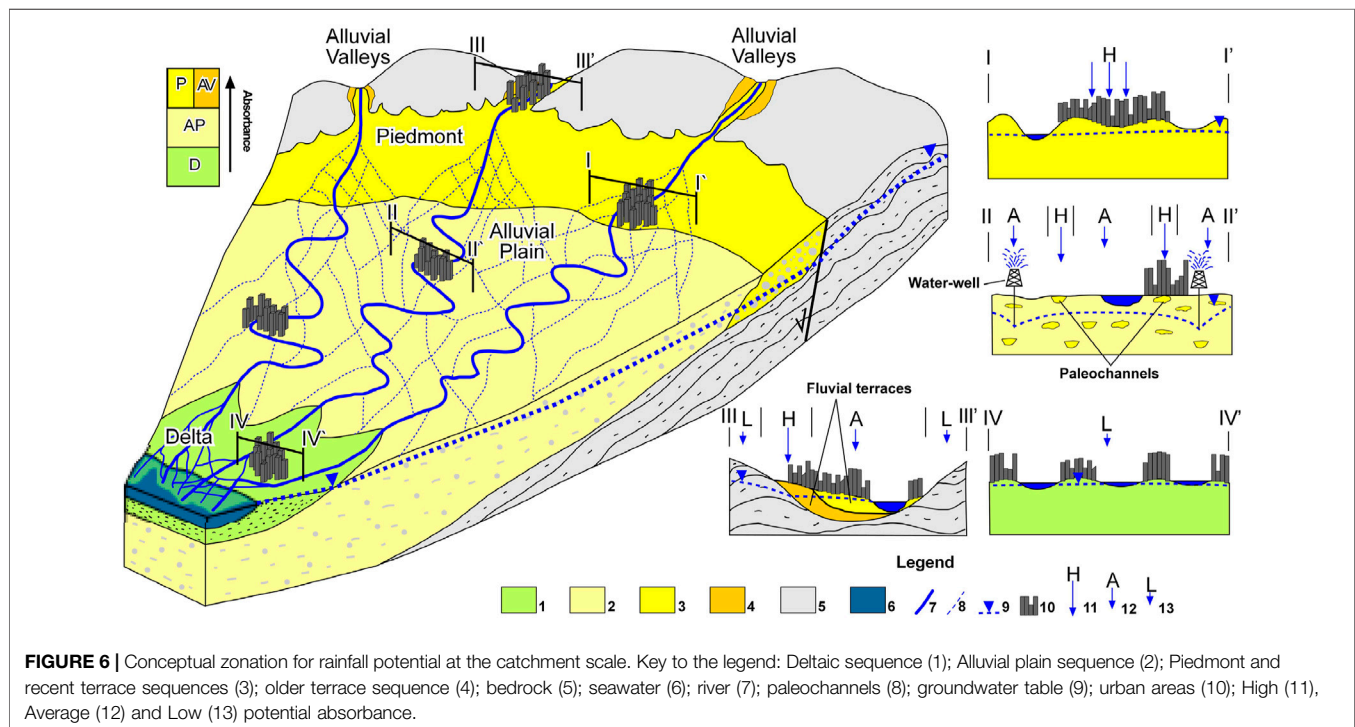 Alluvial
Valleys
III
III'
Alluvial
Valleys
P
AV
AP
D
Absorbance
Piedmont
I
I`
II
II`
Alluvial
Plain
Delta
IV
IV`
I
H
I'
II
A
H
A
H
A
II'
Water-well
Paleochannels
Fluvial terraces
III
L
H
A
L
III'
IV
L
IV'
Legend
1
2
3
4
5
6
7
8
9
10
H
11
A
12
L
13
FIGURE 6 | Conceptual zonation for rainfall potential at the catchment scale. Key to the legend: Deltaic sequence (1); Alluvial plain sequence (2); Piedmont and
recent terrace sequences (3); older terrace sequence (4); bedrock (5); seawater (6); river (7); paleochannels (8); groundwater table (9); urban areas (10); High (11),
Average (12) and Low (13) potential absorbance.